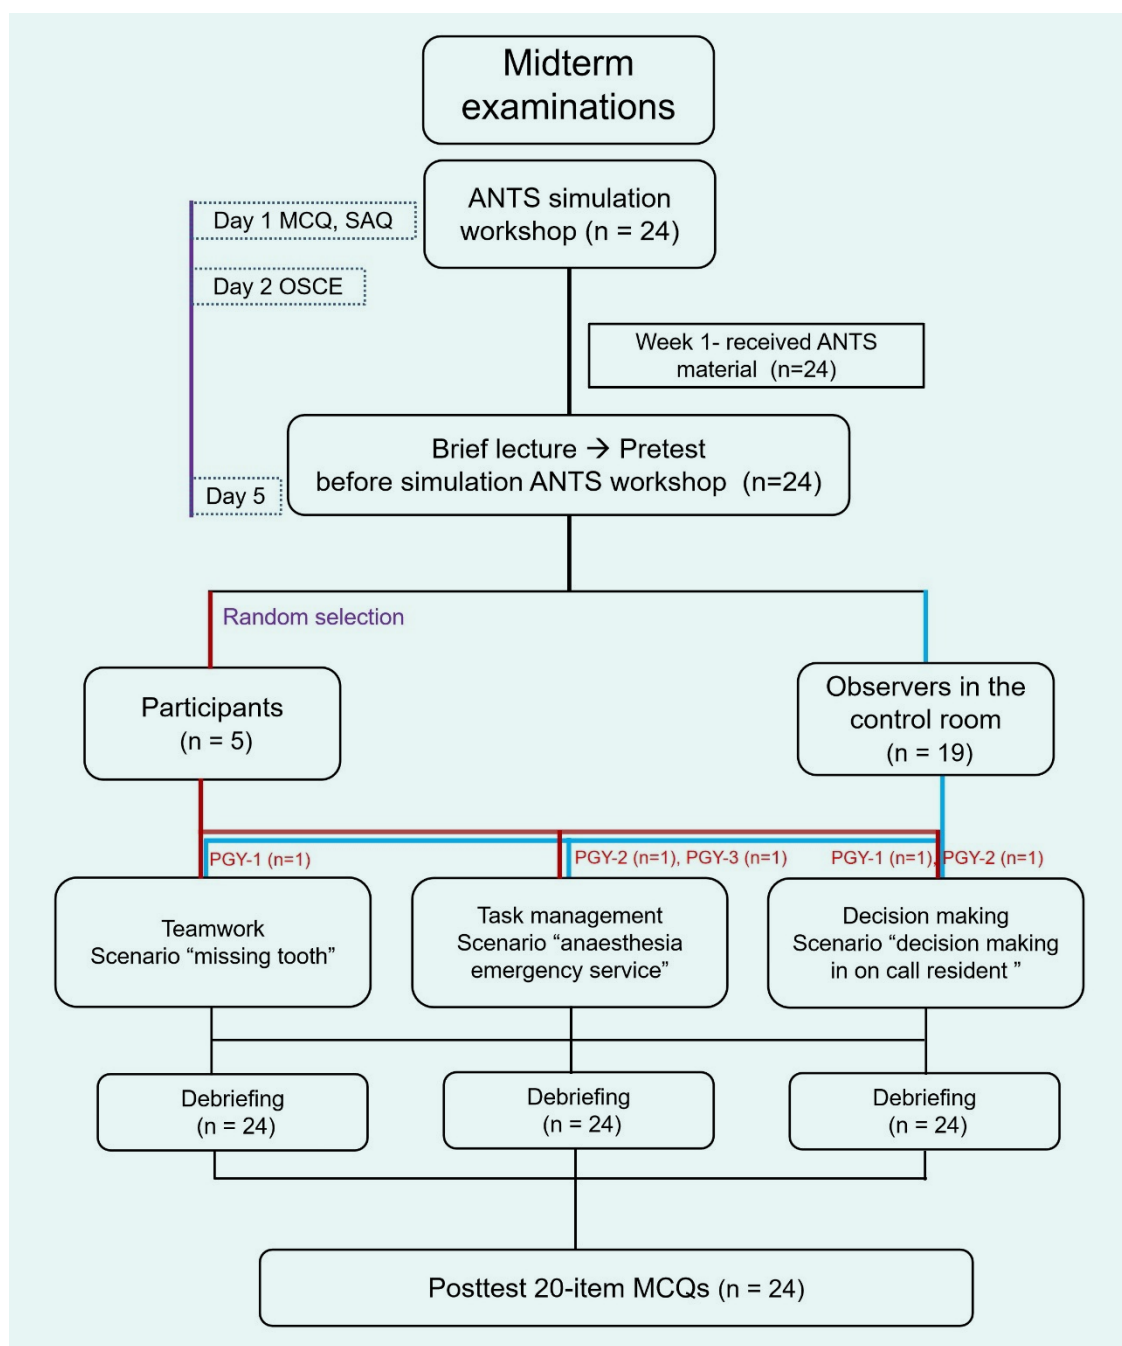 Midterm
examinations
ANTS simulation
workshop (n = 24)
Day 1 MCQ, SAQ
Day 2 OSCE
Week 1- received ANTS
material (n=24)
Brief lecture → Pretest
before simulation ANTS workshop (n=24)
Day 5
Random selection
Participants
(n = 5)
Observers in the
control room
(n = 19)
PGY-1 (n=1)
PGY-2 (n=1), PGY-3 (n=1)
PGY-1 (n=1), PGY-2 (n=1)
Teamwork
Scenario “missing tooth”
Task management
Scenario “anaesthesia
emergency service”
Decision making
Scenario “decision making
in on call resident ”
Debriefing
(n = 24)
Debriefing
(n = 24)
Debriefing
(n = 24)
Posttest 20-item MCQs (n = 24)